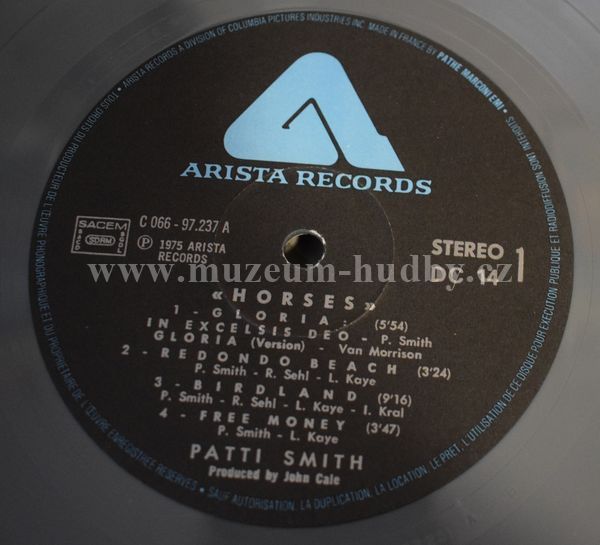 • ARISTA RECORDS A DIVISION OF COLUMBIA PICTURES INDUSTRIES INC. MADE IN FRANCE BY PATHE MARCONI EMI •
ARISTA RECORDS
SACEM
SDRM
C 066 - 97.237 A
Ⓟ 1975 ARISTA
RECORDS
STEREO 1
DC 14
www.muzeum-hudby.cz
«HORSES»
1 - GLORIA : (5'54)
IN EXCELSIS DEO - P. Smith
GLORIA (Version) - Van Morrison
2 - REDONDO BEACH (3'24)
P. Smith - R. Sehl - L. Kaye
3 - BIRDLAND (9'16)
P. Smith - R. Sehl - L. Kaye - I. Kral
4 - FREE MONEY (3'47)
P. Smith - L. Kaye
PATTI SMITH
Produced by John Cale
TOUS DROITS DU PRODUCTEUR DE L'ŒUVRE PHONOGRAPHIQUE ET DU PROPRIETAIRE DE L'ŒUVRE ENREGISTREE RESERVES • SAUF AUTORISATION, LA DUPLICATION, LA LOCATION, LE PRET, L'UTILISATION DE CE DISQUE POUR EXECUTION PUBLIQUE ET RADIODIFFUSION SONT INTERDITS